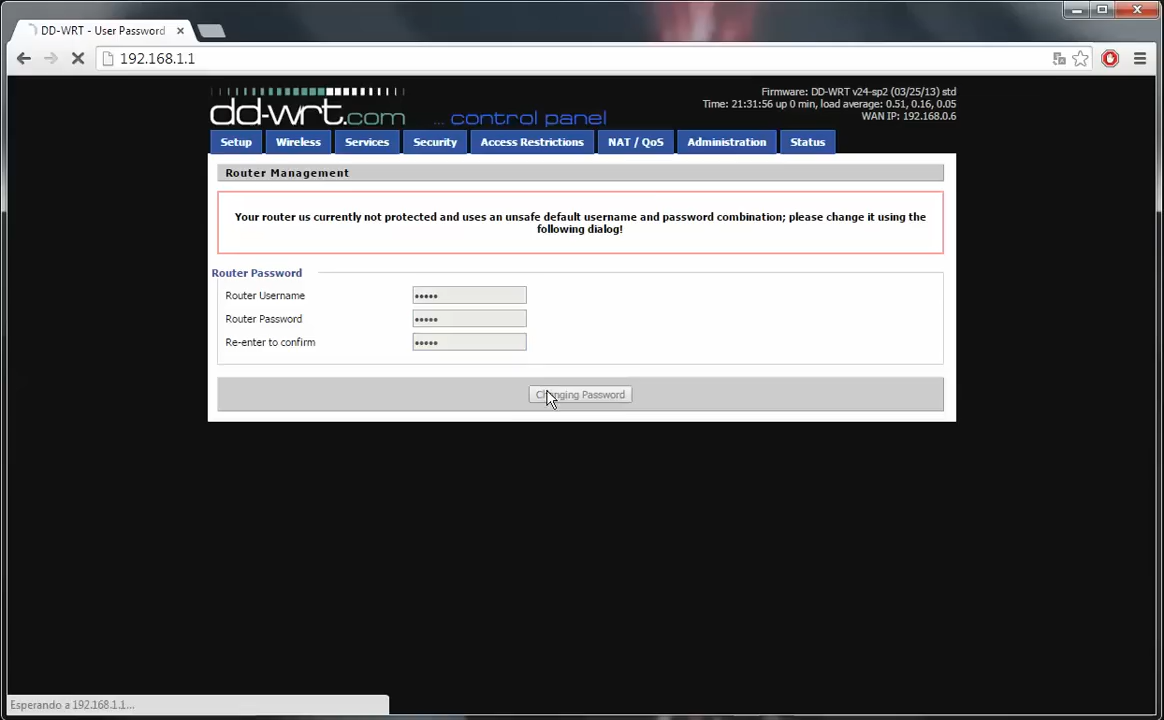 DD-WRT - User Password
192.168.1.1
dd-wrt.com ... control panel
Firmware: DD-WRT v24-sp2 (03/25/13) std
Time: 21:31:56 up 0 min, load average: 0.51, 0.16, 0.05
WAN IP: 192.168.0.6
Setup Wireless Services Security Access Restrictions NAT / QoS Administration Status
Router Management
Your router us currently not protected and uses an unsafe default username and password combination; please change it using the
following dialog!
Router Password
Router Username •••••
Router Password •••••
Re-enter to confirm •••••
Changing Password
Esperando a 192.168.1.1...